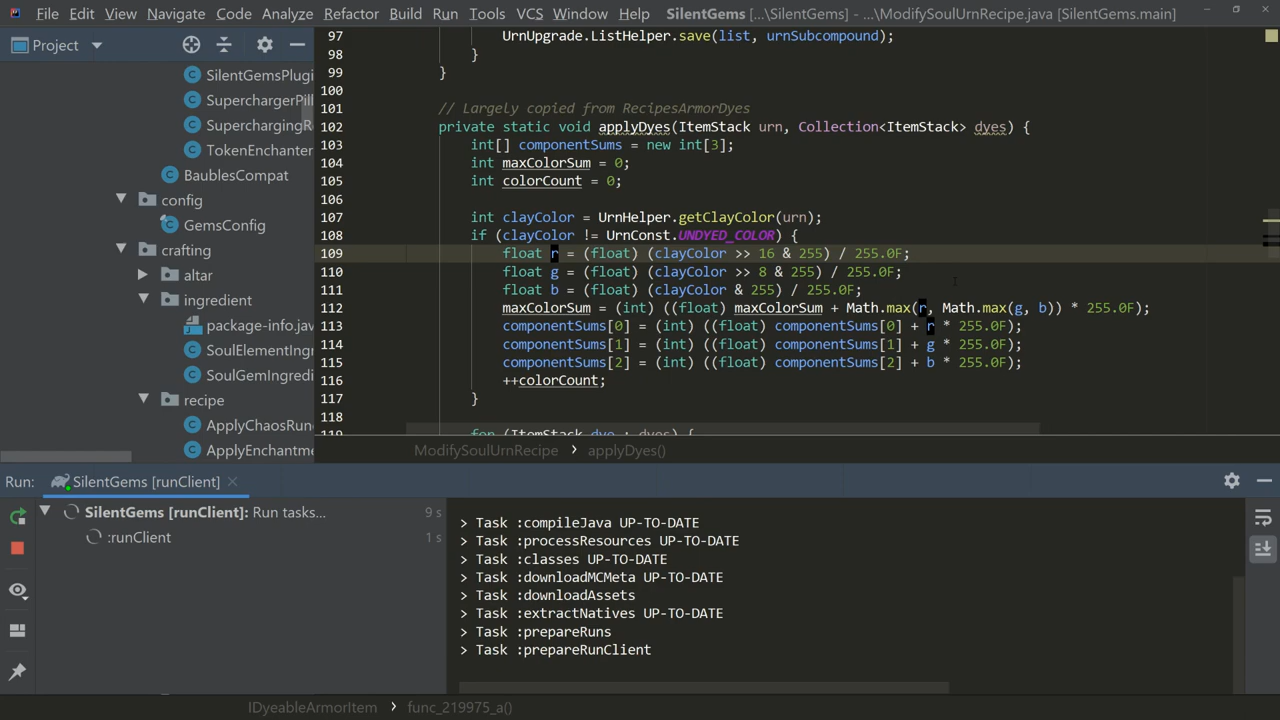 File Edit View Navigate Code Analyze Refactor Build Run Tools VCS Window Help SilentGems [...\SilentGems] - ...\ModifySoulUrnRecipe.java [SilentGems.main]
Project
SilentGemsPlugi
SuperchargerPil
SuperchargingR
TokenEnchanter
BaublesCompat
config
GemsConfig
crafting
altar
ingredient
package-info.jav
SoulElementIngr
SoulGemIngredi
recipe
ApplyChaosRun
ApplyEnchantme
97 UrnUpgrade.ListHelper.save(list, urnSubcompound);
98 }
99 }
100
101 // Largely copied from RecipesArmorDyes
102 private static void applyDyes(ItemStack urn, Collection<ItemStack> dyes) {
103 int[] componentSums = new int[3];
104 int maxColorSum = 0;
105 int colorCount = 0;
106
107 int clayColor = UrnHelper.getClayColor(urn);
108 if (clayColor != UrnConst.UNDYED_COLOR) {
109 float r = (float) (clayColor >> 16 & 255) / 255.0F;
110 float g = (float) (clayColor >> 8 & 255) / 255.0F;
111 float b = (float) (clayColor & 255) / 255.0F;
112 maxColorSum = (int) ((float) maxColorSum + Math.max(r, Math.max(g, b)) * 255.0F);
113 componentSums[0] = (int) ((float) componentSums[0] + r * 255.0F);
114 componentSums[1] = (int) ((float) componentSums[1] + g * 255.0F);
115 componentSums[2] = (int) ((float) componentSums[2] + b * 255.0F);
116 ++colorCount;
117 }
118
119 for (ItemStack dye : dyes) {
ModifySoulUrnRecipe > applyDyes()
Run: SilentGems [runClient]
SilentGems [runClient]: Run tasks... 9 s
:runClient 1 s
> Task :compileJava UP-TO-DATE
> Task :processResources UP-TO-DATE
> Task :classes UP-TO-DATE
> Task :downloadMCMeta UP-TO-DATE
> Task :downloadAssets
> Task :extractNatives UP-TO-DATE
> Task :prepareRuns
> Task :prepareRunClient
IDyeableArmorItem > func_219975_a()